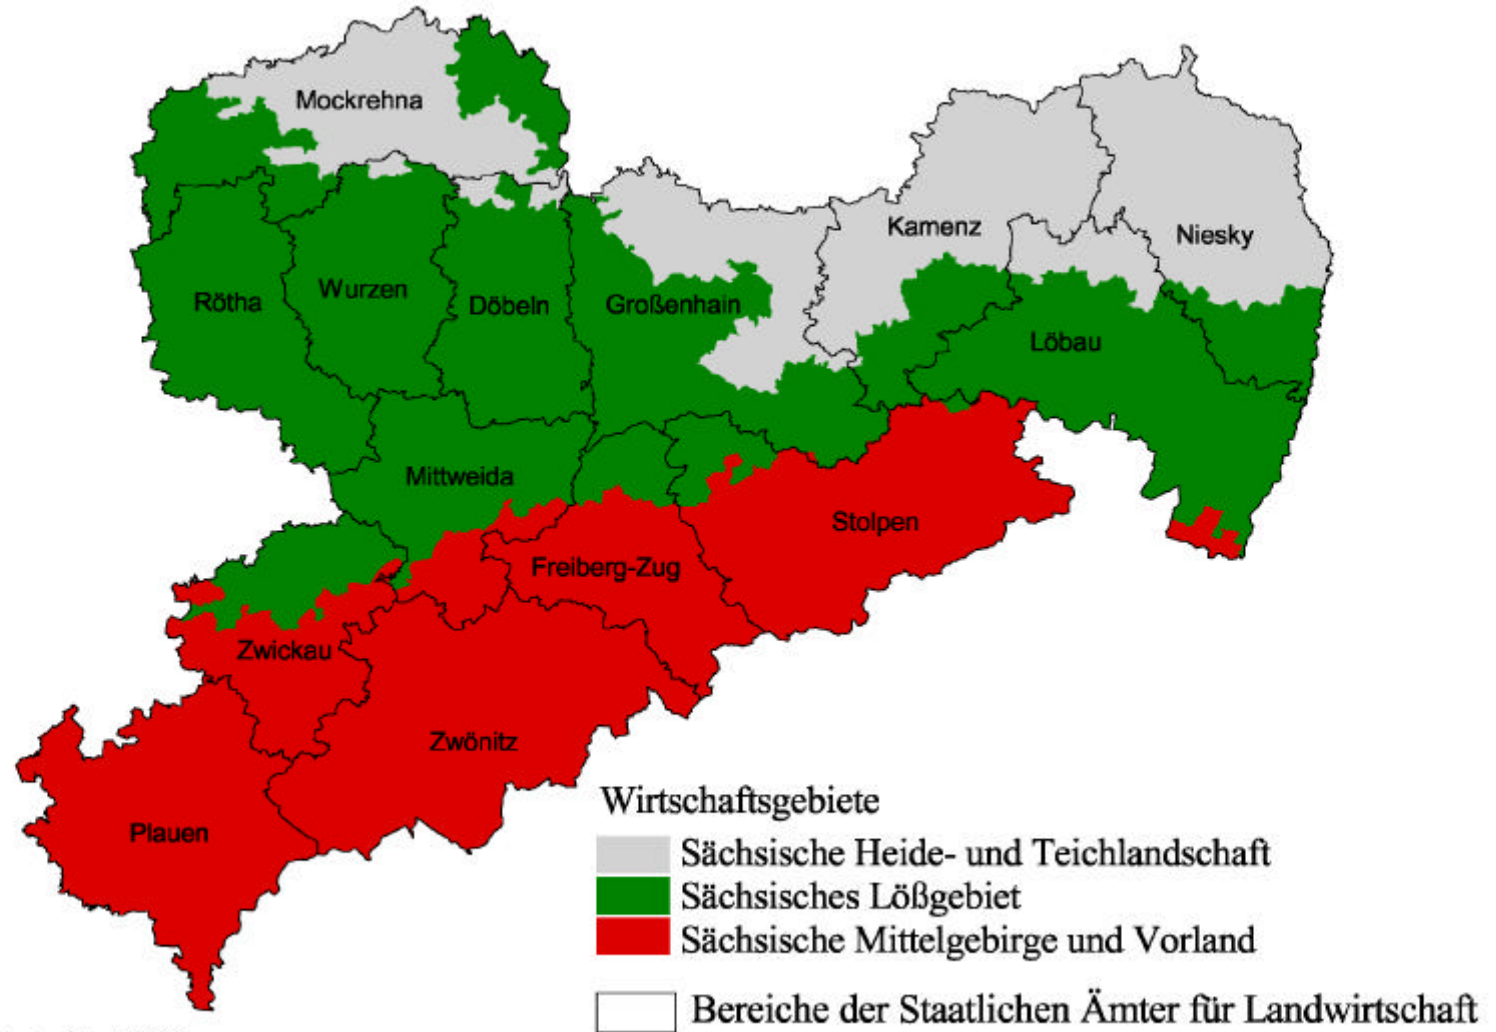 Mockrehna
Kamenz
Niesky
Rötha
Wurzen
Döbeln
Großenhain
Löbau
Mittweida
Stolpen
Freiberg-Zug
Zwickau
Zwönitz
Plauen
Wirtschaftsgebiete
Sächsische Heide- und Teichlandschaft
Sächsisches Lößgebiet
Sächsische Mittelgebirge und Vorland
Bereiche der Staatlichen Ämter für Landwirtschaft